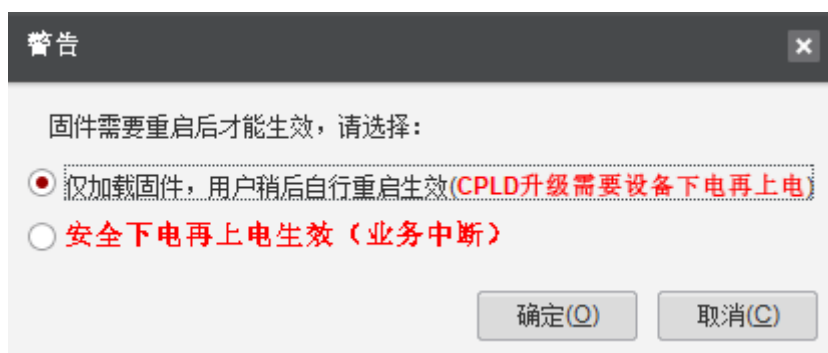 警告
固件需要重启后才能生效，请选择：
仅加载固件，用户稍后自行重启生效(CPLD升级需要设备下电再上电)
安全下电再上电生效（业务中断）
确定(O) 取消(C)